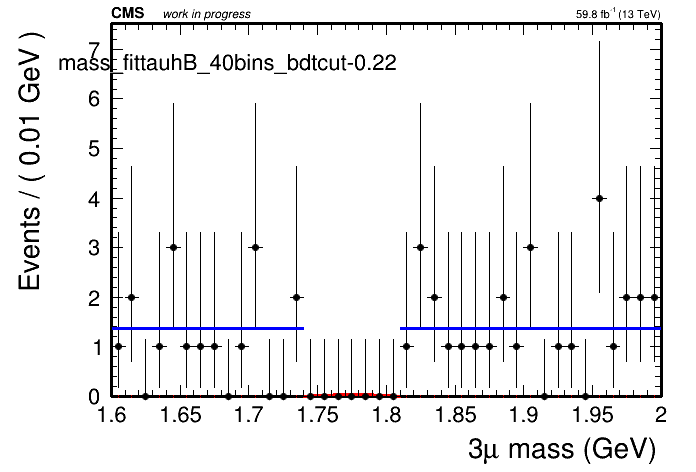 CMS work in progress 59.8 fb-1 (13 TeV)
mass_fittauhB_40bins_bdtcut-0.22
Events / ( 0.01 GeV )
7
6
5
4
3
2
1
0
1.6 1.65 1.7 1.75 1.8 1.85 1.9 1.95 2
3μ mass (GeV)